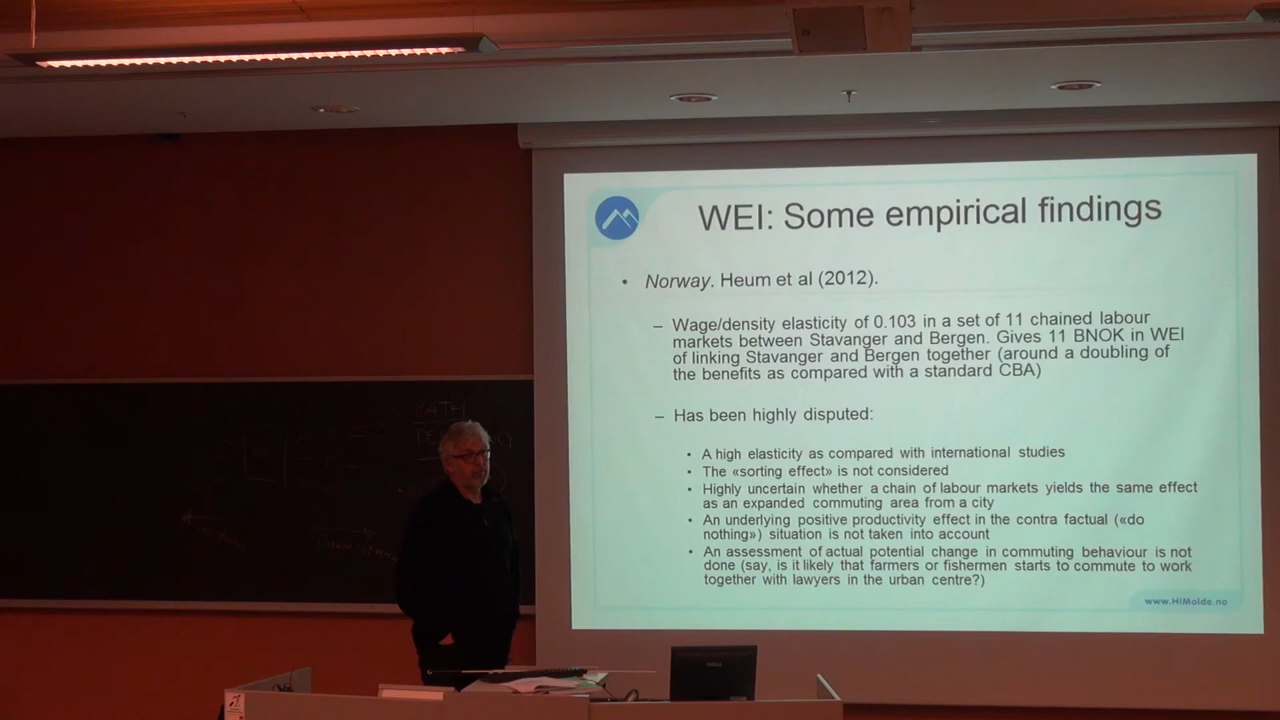 WEI: Some empirical findings
• Norway. Heum et al (2012).
– Wage/density elasticity of 0.103 in a set of 11 chained labour
markets between Stavanger and Bergen. Gives 11 BNOK in WEI
of linking Stavanger and Bergen together (around a doubling of
the benefits as compared with a standard CBA)
– Has been highly disputed:
• A high elasticity as compared with international studies
• The «sorting effect» is not considered
• Highly uncertain whether a chain of labour markets yields the same effect
as an expanded commuting area from a city
• An underlying positive productivity effect in the contra factual («do
nothing») situation is not taken into account
• An assessment of actual potential change in commuting behaviour is not
done (say, is it likely that farmers or fishermen starts to commute to work
together with lawyers in the urban centre?)
www.HiMolde.no
DELL